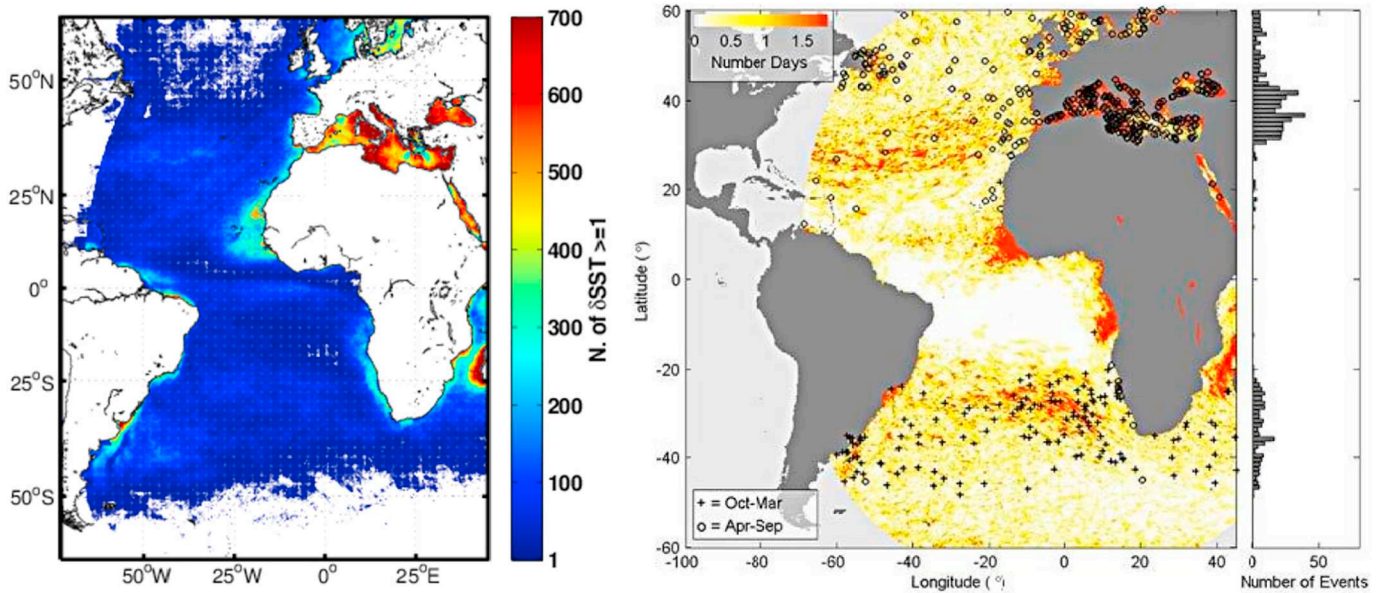 50°N
25°N
0°
25°S
50°S
50°W
0°
25°E
700
600
500
400
300
200
100
1
N. of δSST >=1
60
40
20
0
-20
-40
-60
Latitude (°)
0 0.5 1 1.5
Number Days
+ = Oct-Mar
o = Apr-Sep
-100 -80 -60 -40 -20 0 20 40
Longitude (°)
0 50
Number of Events